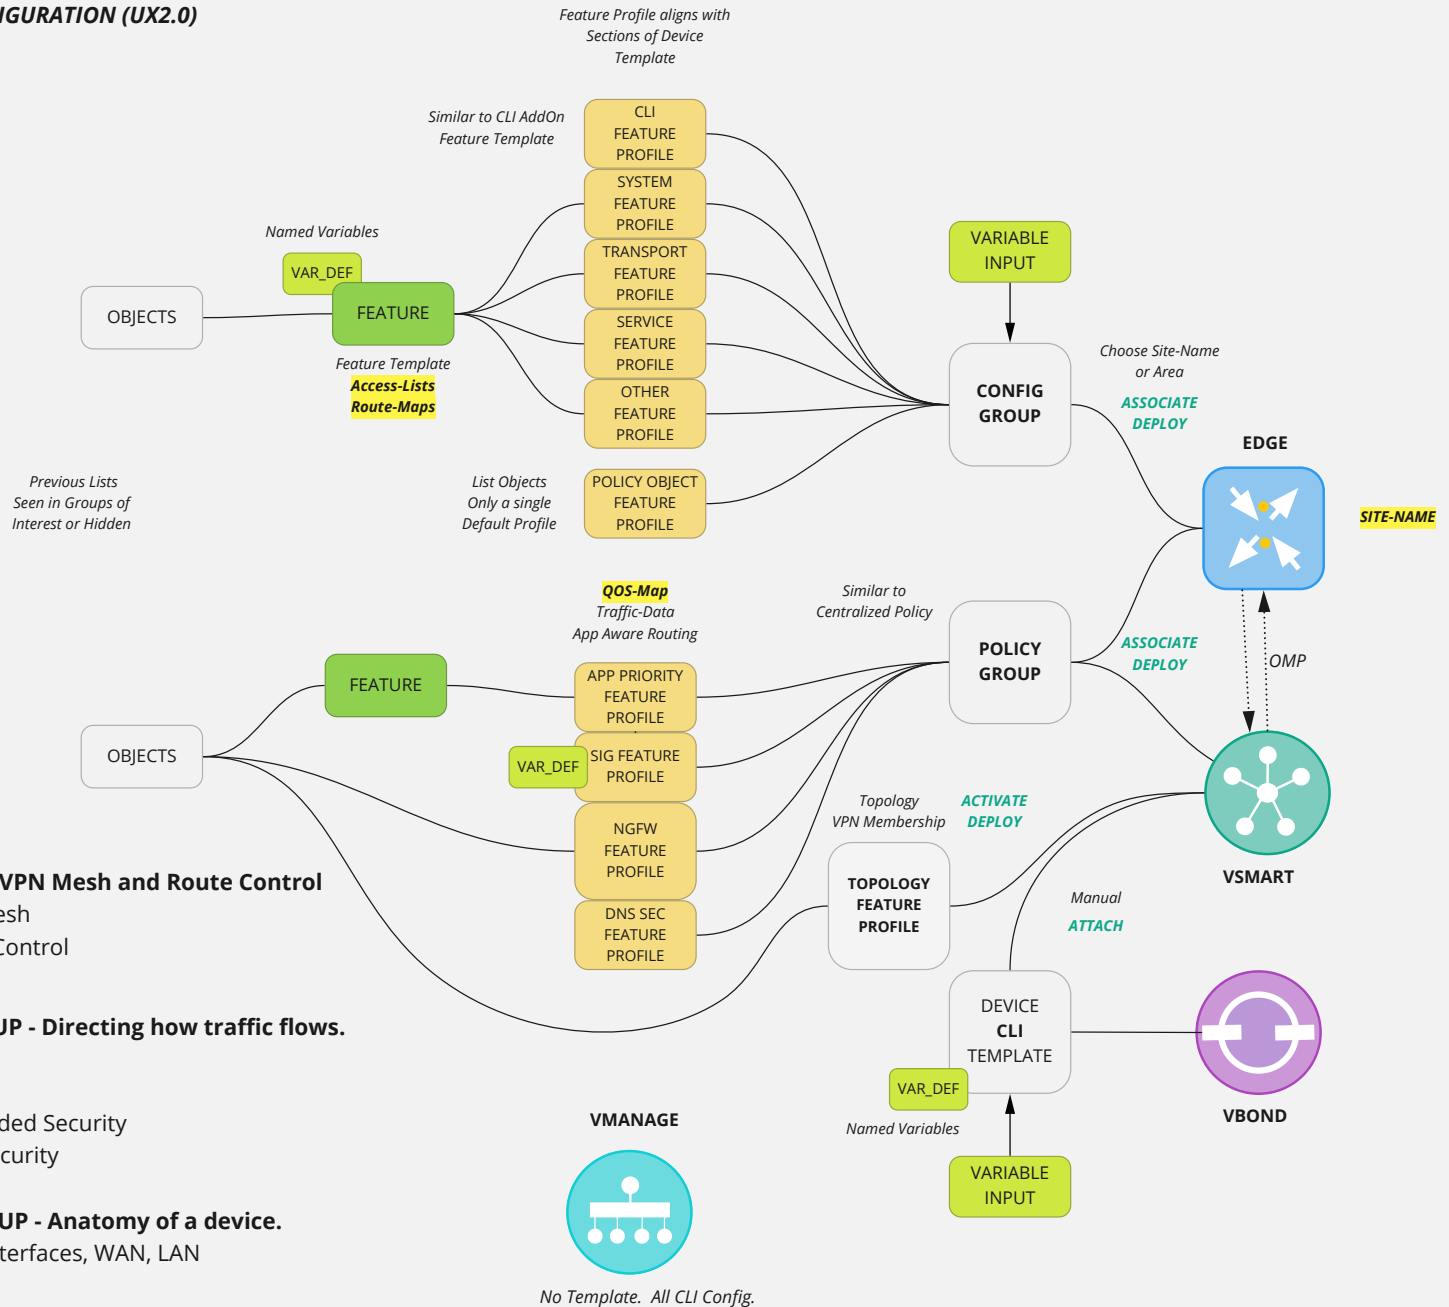 IGURATION (UX2.0)
Feature Profile aligns with
Sections of Device
Template
Similar to CLI AddOn
Feature Template
CLI
FEATURE
PROFILE
SYSTEM
FEATURE
PROFILE
TRANSPORT
FEATURE
PROFILE
SERVICE
FEATURE
PROFILE
OTHER
FEATURE
PROFILE
POLICY OBJECT
FEATURE
PROFILE
Named Variables
VAR_DEF
OBJECTS
FEATURE
Feature Template
Access-Lists
Route-Maps
VARIABLE
INPUT
CONFIG
GROUP
Choose Site-Name
or Area
ASSOCIATE
DEPLOY
EDGE
SITE-NAME
Previous Lists
Seen in Groups of
Interest or Hidden
List Objects
Only a single
Default Profile
QOS-Map
Traffic-Data
App Aware Routing
Similar to
Centralized Policy
POLICY
GROUP
ASSOCIATE
DEPLOY
OMP
FEATURE
OBJECTS
APP PRIORITY
FEATURE
PROFILE
VAR_DEF
SIG FEATURE
PROFILE
NGFW
FEATURE
PROFILE
DNS SEC
FEATURE
PROFILE
Topology
VPN Membership
ACTIVATE
DEPLOY
TOPOLOGY
FEATURE
PROFILE
VSMART
Manual
ATTACH
DEVICE
CLI
TEMPLATE
VAR_DEF
Named Variables
VARIABLE
INPUT
VBOND
VMANAGE
No Template.  All CLI Config.
VPN Mesh and Route Control
esh
Control
UP - Directing how traffic flows.
ded Security
curity
UP - Anatomy of a device.
terfaces, WAN, LAN